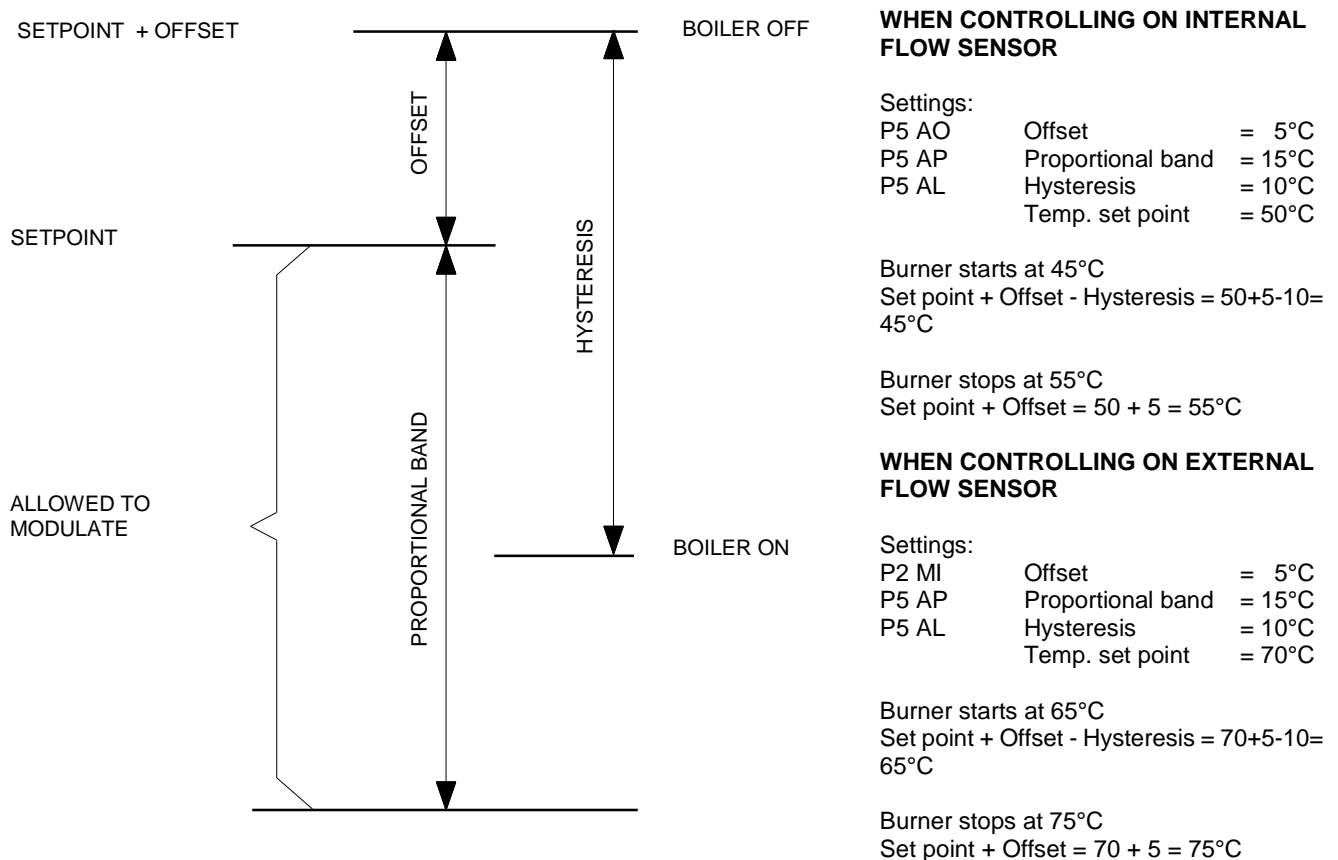 SETPOINT + OFFSET
BOILER OFF
OFFSET
SETPOINT
HYSTERESIS
PROPORTIONAL BAND
ALLOWED TO
MODULATE
BOILER ON
WHEN CONTROLLING ON INTERNAL
FLOW SENSOR
Settings:
P5 AO Offset = 5°C
P5 AP Proportional band = 15°C
P5 AL Hysteresis = 10°C
Temp. set point = 50°C
Burner starts at 45°C
Set point + Offset - Hysteresis = 50+5-10=
45°C
Burner stops at 55°C
Set point + Offset = 50 + 5 = 55°C
WHEN CONTROLLING ON EXTERNAL
FLOW SENSOR
Settings:
P2 MI Offset = 5°C
P5 AP Proportional band = 15°C
P5 AL Hysteresis = 10°C
Temp. set point = 70°C
Burner starts at 65°C
Set point + Offset - Hysteresis = 70+5-10=
65°C
Burner stops at 75°C
Set point + Offset = 70 + 5 = 75°C